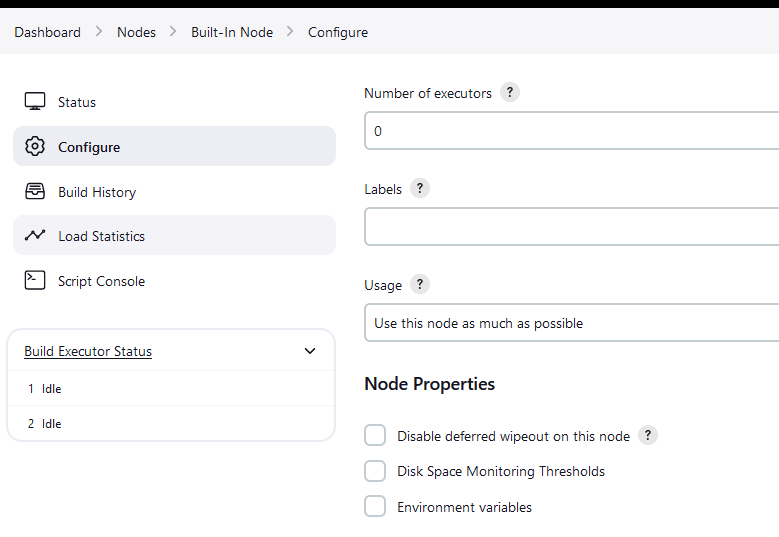 Dashboard > Nodes > Built-In Node > Configure
Status
Configure
Build History
Load Statistics
Script Console
Build Executor Status
1 Idle
2 Idle
Number of executors ?
0
Labels ?
Usage ?
Use this node as much as possible
Node Properties
Disable deferred wipeout on this node ?
Disk Space Monitoring Thresholds
Environment variables